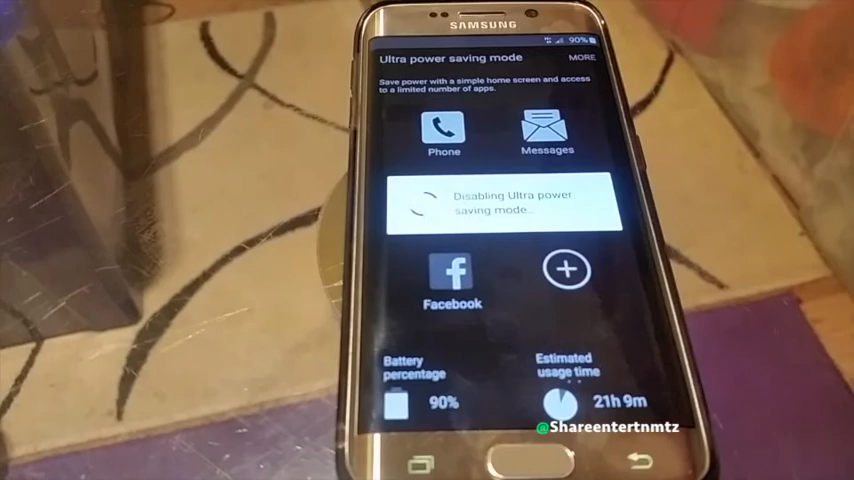 SAMSUNG
90%
Ultra power saving mode
MORE
Save power with a simple home screen and access
to a limited number of apps.
Phone
Messages
Disabling Ultra power
saving mode...
f
Facebook
Battery
percentage
90%
Estimated
usage time
21h 9m
@Shareentertnmtz